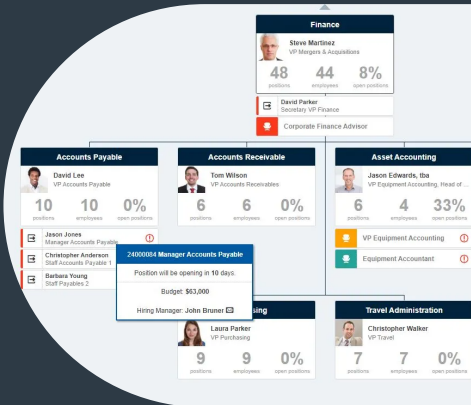 Finance
Steve Martinez
VP Mergers & Acquisitions
48 44 8%
positions employees open positions
David Parker
Secretary VP Finance
Corporate Finance Advisor
Accounts Payable
David Lee
VP Accounts Payable
10 10 0%
positions employees open positions
Jason Jones
Manager Accounts Payable
Christopher Anderson
Staff Accounts Payable 1
Barbara Young
Staff Payables 2
Accounts Receivable
Tom Wilson
VP Accounts Receivables
6 6 0%
positions employees open positions
Asset Accounting
Jason Edwards, tba
VP Equipment Accounting, Head of ...
6 4 33%
positions employees open positions
VP Equipment Accounting
Equipment Accountant
24000084 Manager Accounts Payable
Position will be opening in 10 days.
Budget: $63,000
Hiring Manager: John Bruner
sing
Laura Parker
VP Purchasing
9 9 0%
positions employees open positions
Travel Administration
Christopher Walker
VP Travel
7 7 0%
positions employees open positions